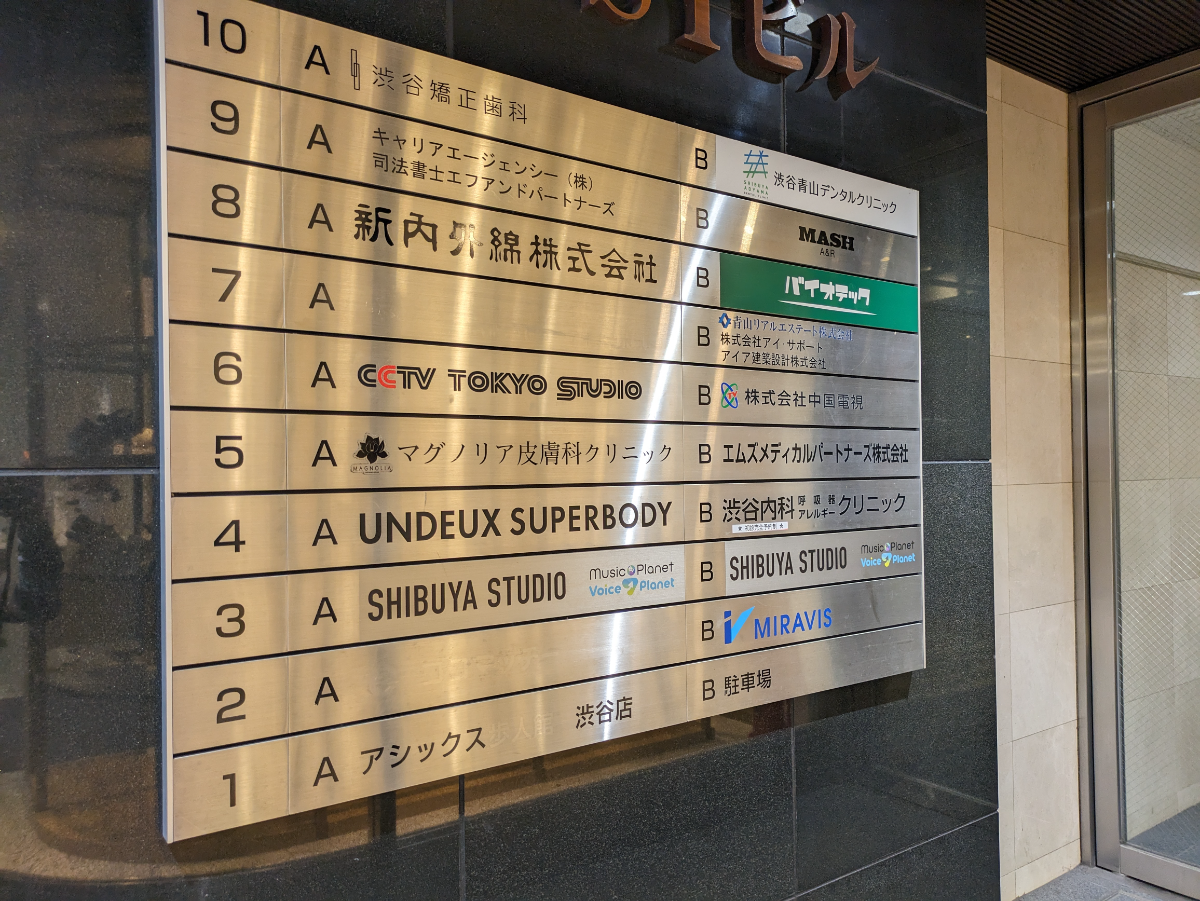 ビル
10 A 渋谷矯正歯科 B 渋谷青山デンタルクリニック
SHIBUYA
AOYAMA
9 A キャリアエージェンシー(株)
司法書士エフアンドパートナーズ
B MASH
A&R
8 A 新内外綿株式会社 B バイオテック
7 A B 青山リアルエステート株式会社
株式会社アイ・サポート
アイア建築設計株式会社
6 A CCTV TOKYO STUDIO B 株式会社中国電視
5 A MAGNOLIA マグノリア皮膚科クリニック B エムズメディカルパートナーズ株式会社
4 A UNDEUX SUPERBODY B 渋谷内科 呼吸器 アレルギー クリニック
3 A SHIBUYA STUDIO Music Planet
Voice Planet
B SHIBUYA STUDIO Music Planet
Voice Planet
2 A B MIRAVIS
1 A アシックス 歩人館 渋谷店 B 駐車場